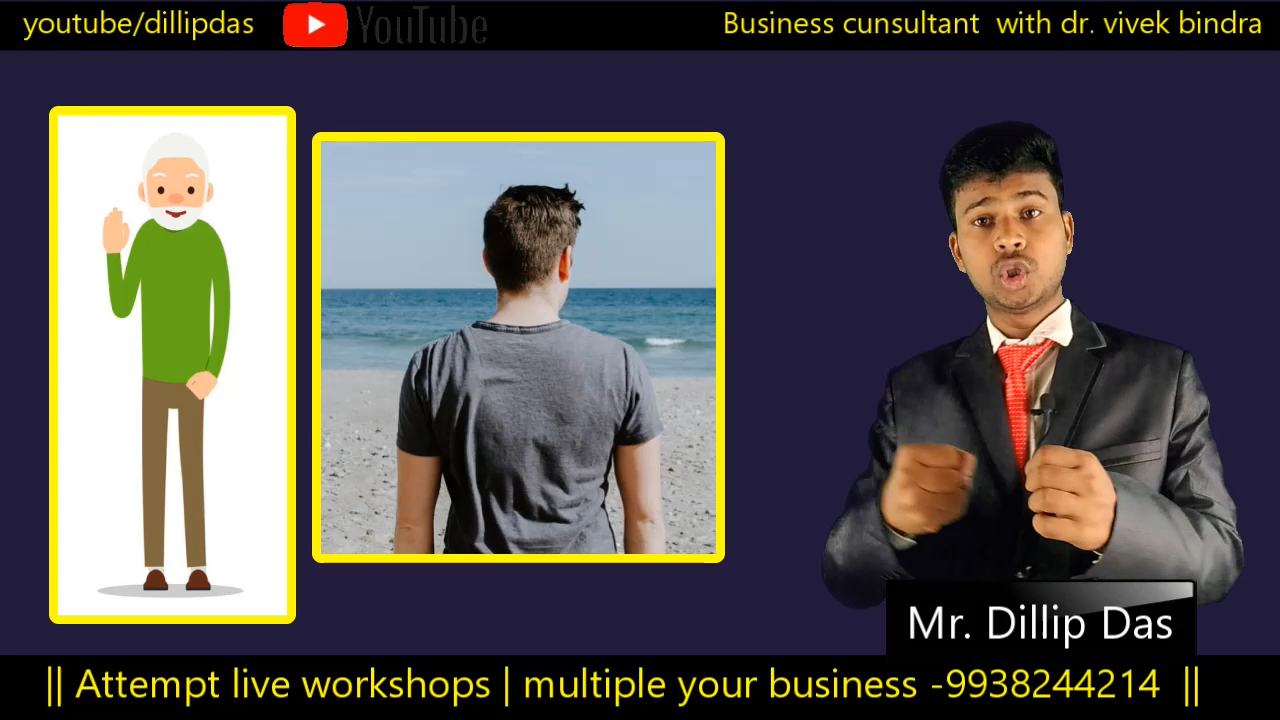 youtube/dillipdas
YouTube
Business cunsultant with dr. vivek bindra
Mr. Dillip Das
|| Attempt live workshops | multiple your business -9938244214 ||